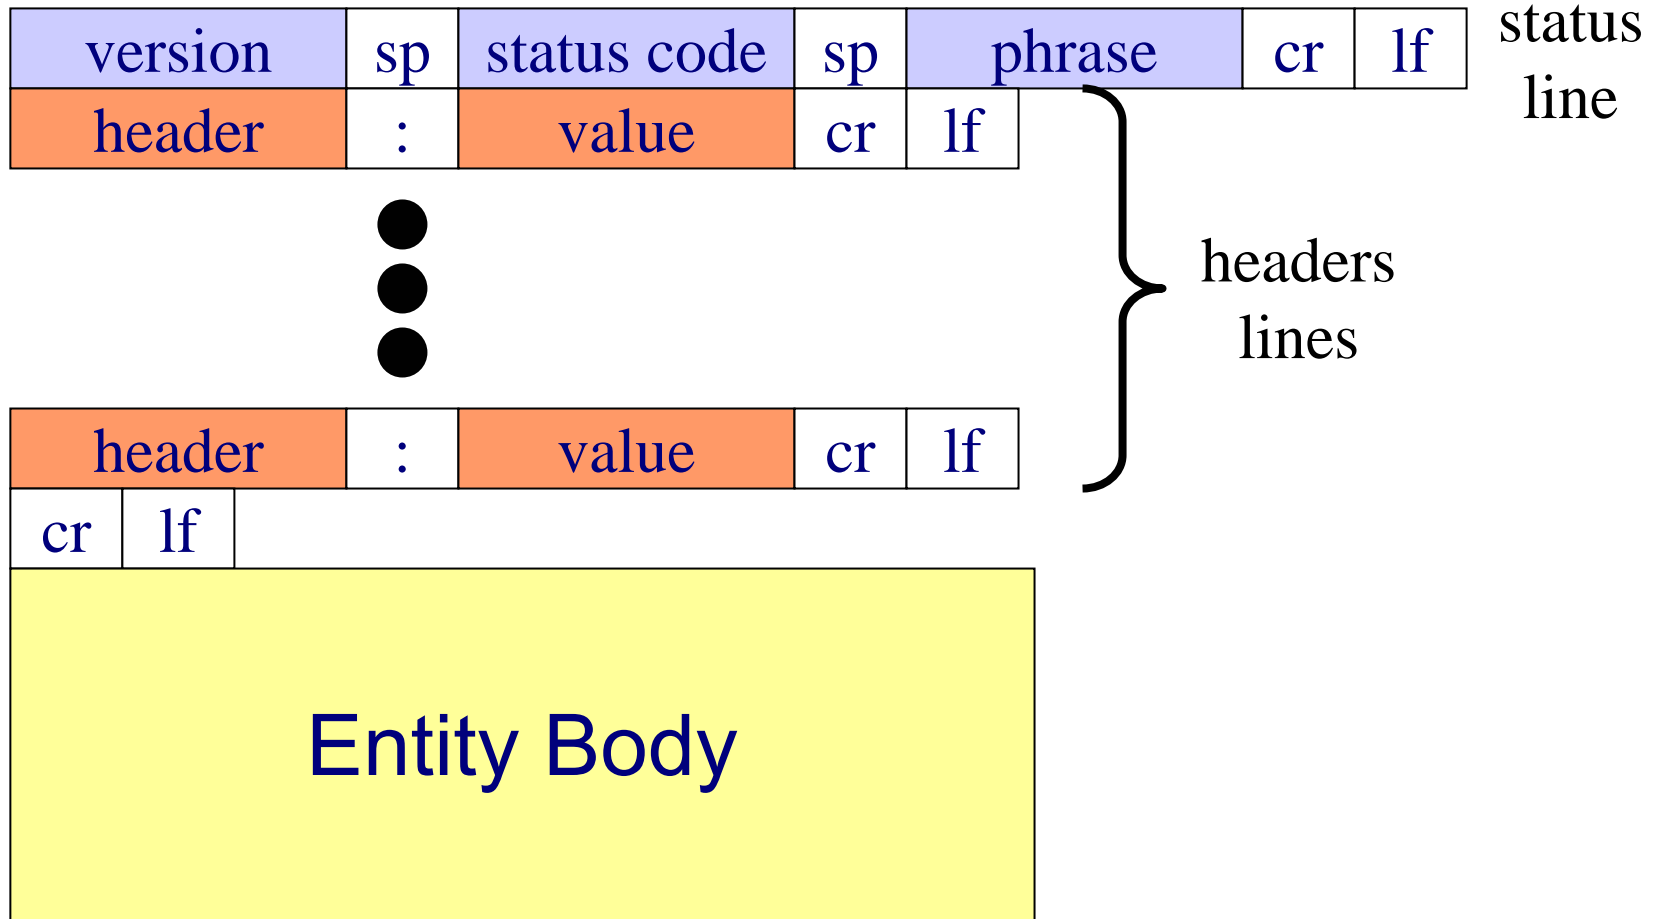 version sp status code sp phrase cr lf
status
line
header : value cr lf
headers
lines
header : value cr lf
cr lf
Entity Body